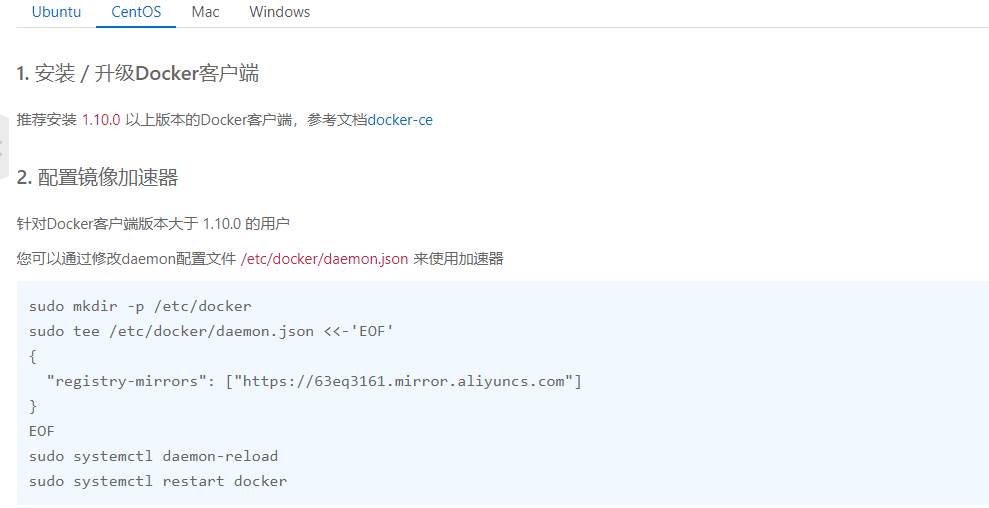 Ubuntu CentOS Mac Windows
1. 安装 / 升级Docker客户端
推荐安装 1.10.0 以上版本的Docker客户端，参考文档docker-ce
2. 配置镜像加速器
针对Docker客户端版本大于 1.10.0 的用户
您可以通过修改daemon配置文件 /etc/docker/daemon.json 来使用加速器
sudo mkdir -p /etc/docker
sudo tee /etc/docker/daemon.json <<-'EOF'
{
  "registry-mirrors": ["https://63eq3161.mirror.aliyuncs.com"]
}
EOF
sudo systemctl daemon-reload
sudo systemctl restart docker